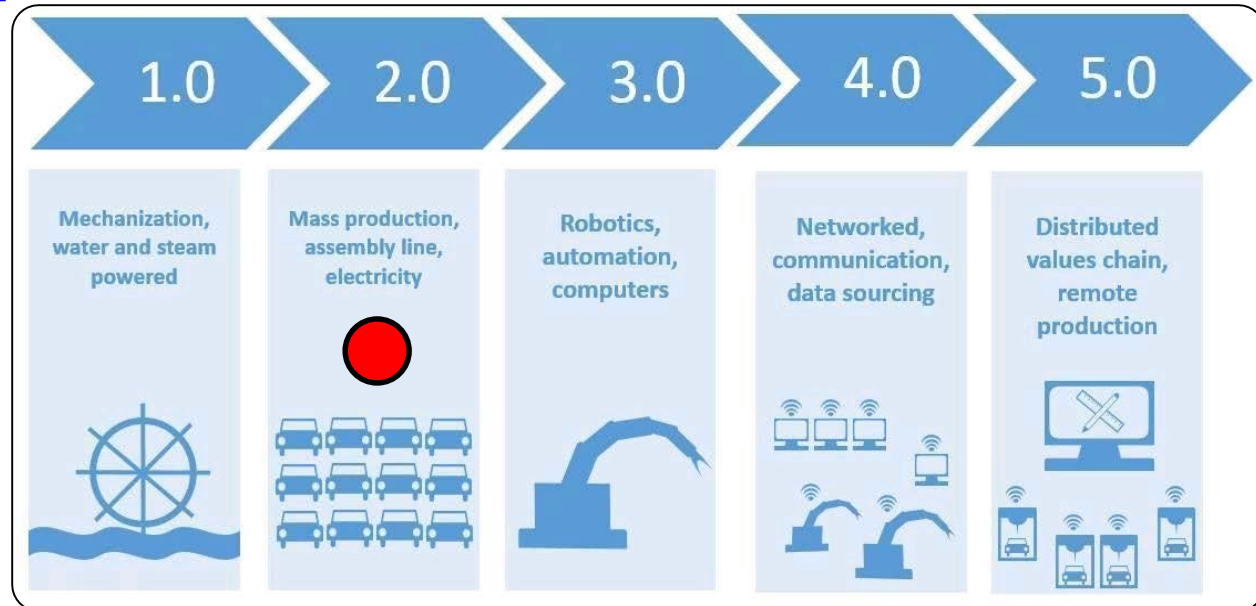 1.0
2.0
3.0
4.0
5.0
Mechanization,
water and steam
powered
Mass production,
assembly line,
electricity
Robotics,
automation,
computers
Networked,
communication,
data sourcing
Distributed
values chain,
remote
production